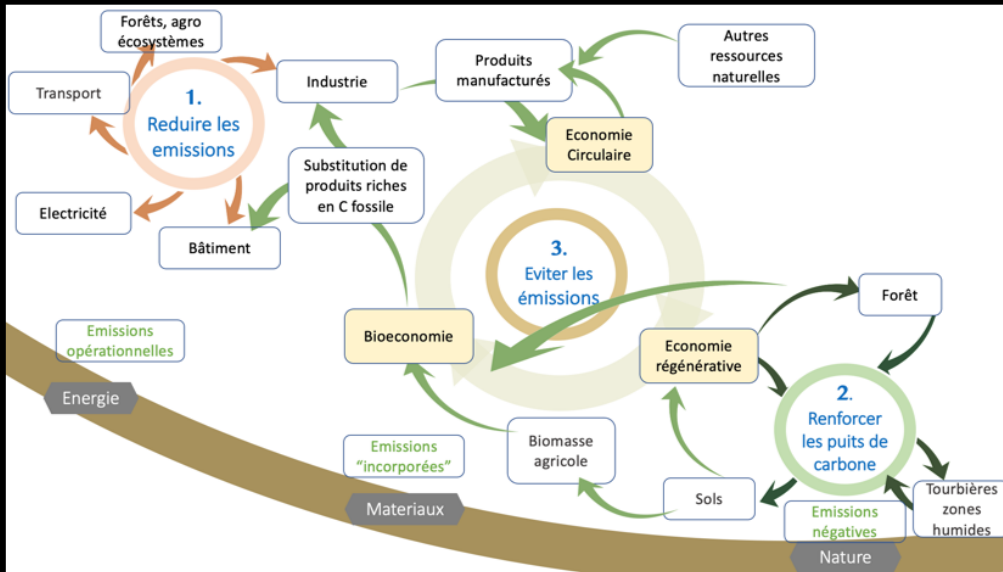 Forêts, agro
écosystèmes
Transport
1.
Reduire les
emissions
Industrie
Produits
manufacturés
Autres
ressources
naturelles
Economie
Circulaire
Substitution de
produits riches
en C fossile
Electricité
Bâtiment
3.
Eviter les
émissions
Bioeconomie
Forêt
Economie
régénérative
Emissions
opérationnelles
Energie
2.
Renforcer
les puits de
carbone
Emissions
“incorporées”
Materiaux
Biomasse
agricole
Sols
Tourbières
zones
humides
Emissions
négatives
Nature